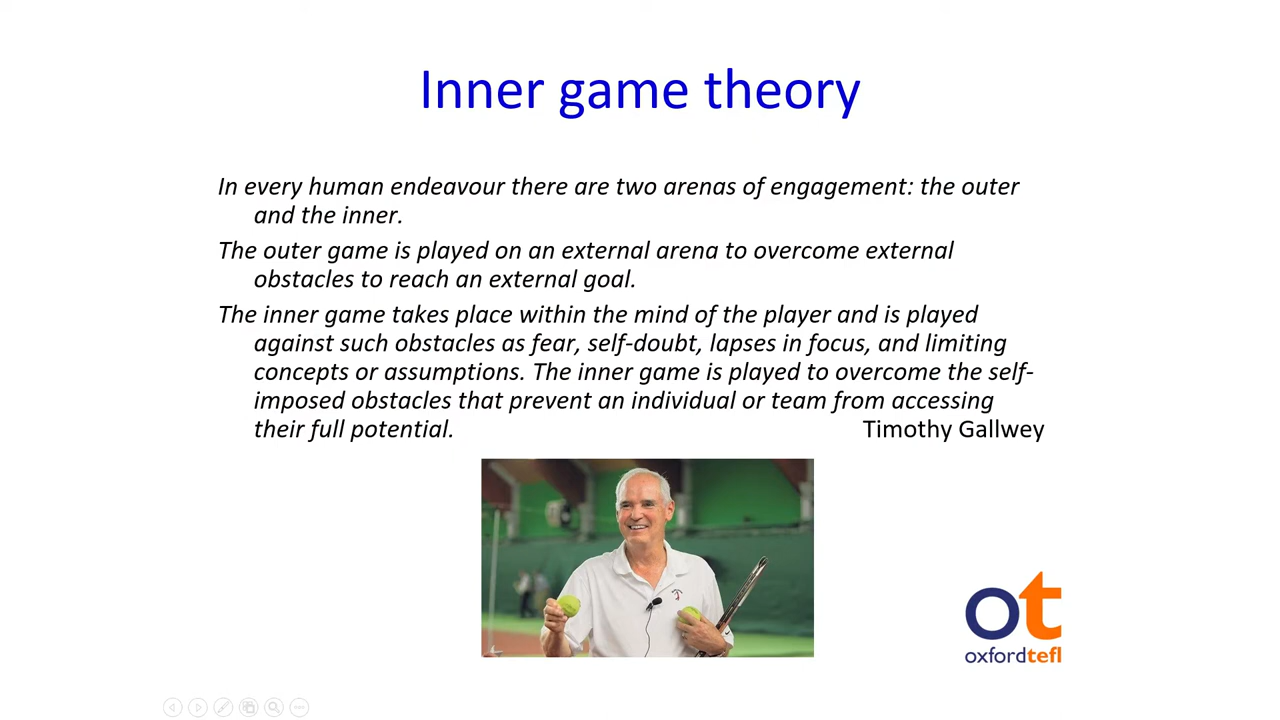 Inner game theory
In every human endeavour there are two arenas of engagement: the outer
and the inner.
The outer game is played on an external arena to overcome external
obstacles to reach an external goal.
The inner game takes place within the mind of the player and is played
against such obstacles as fear, self-doubt, lapses in focus, and limiting
concepts or assumptions. The inner game is played to overcome the self-
imposed obstacles that prevent an individual or team from accessing
their full potential. Timothy Gallwey
ot
oxfordtefl